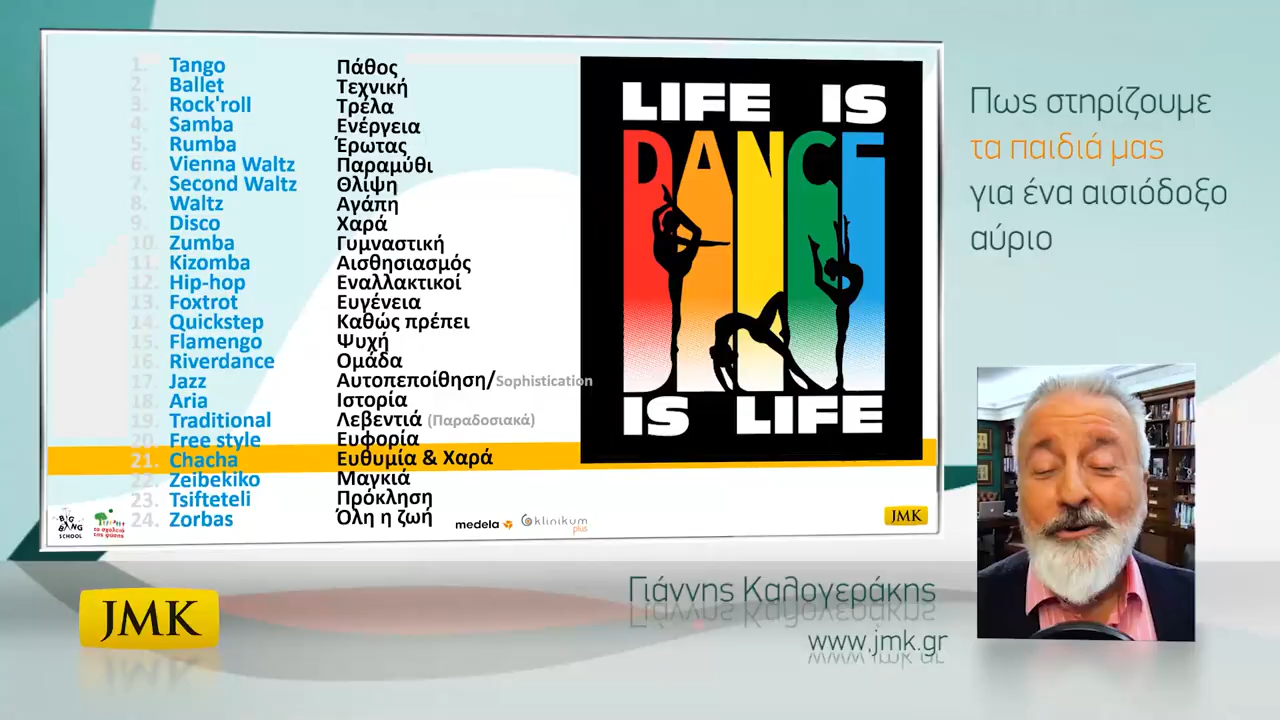 1. Tango Πάθος
2. Ballet Τεχνική
3. Rock'roll Τρέλα
4. Samba Ενέργεια
5. Rumba Έρωτας
6. Vienna Waltz Παραμύθι
7. Second Waltz Θλίψη
8. Waltz Αγάπη
9. Disco Χαρά
10. Zumba Γυμναστική
11. Kizomba Αισθησιασμός
12. Hip-hop Εναλλακτικοί
13. Foxtrot Ευγένεια
14. Quickstep Καθώς πρέπει
15. Flamengo Ψυχή
16. Riverdance Ομάδα
17. Jazz Αυτοπεποίθηση/Sophistication
18. Aria Ιστορία
19. Traditional Λεβεντιά (Παραδοσιακά)
20. Free style Ευφορία
21. Chacha Ευθυμία & Χαρά
22. Zeibekiko Μαγκιά
23. Tsifteteli Πρόκληση
24. Zorbas Όλη η ζωή
LIFE IS
DANCE
IS LIFE
BIG BANG
SCHOOL
τα σχολεία
της φύσης
medela
klinikum
plus
JMK
Πως στηρίζουμε
τα παιδιά μας
για ένα αισιόδοξο
αύριο
JMK
Γιάννης Καλογεράκης
www.jmk.gr